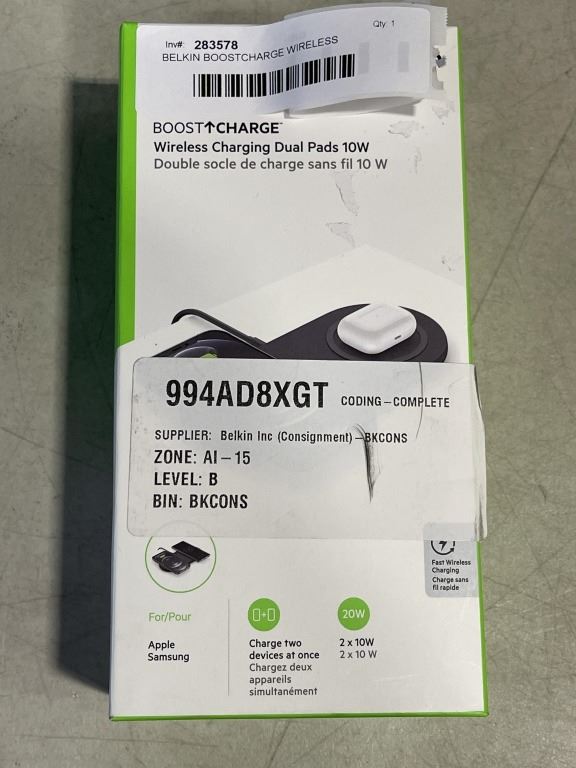 Inv#: 283578
Qty: 1
BELKIN BOOSTCHARGE WIRELESS
BOOST↑CHARGE™
Wireless Charging Dual Pads 10W
Double socle de charge sans fil 10 W
994AD8XGT CODING – COMPLETE
SUPPLIER: Belkin Inc (Consignment) – BKCONS
ZONE: AI – 15
LEVEL: B
BIN: BKCONS
Fast Wireless
Charging
Charge sans
fil rapide
For/Pour
Apple
Samsung
Charge two
devices at once
Chargez deux
appareils
simultanément
20W
2 x 10W
2 x 10 W